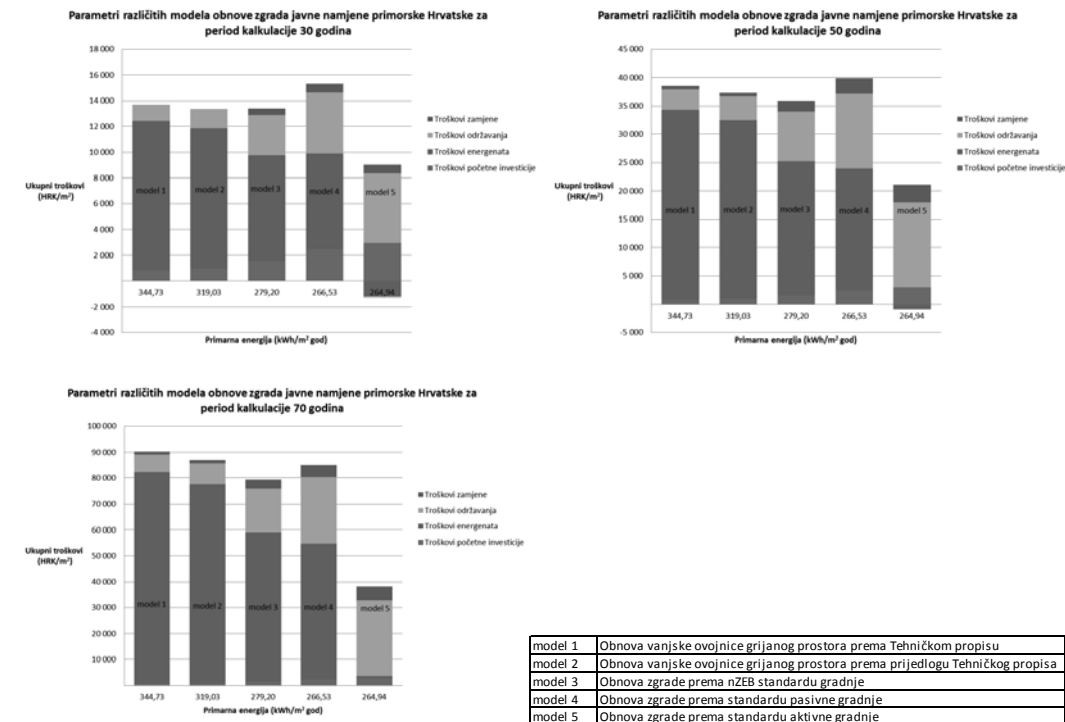 Parametri različitih modela obnove zgrada javne namjene primorske Hrvatske za
period kalkulacije 30 godina
18 000
16 000
14 000
12 000
10 000
8 000
6 000
4 000
2 000
-2 000
-4 000
Ukupni troškovi
(HRK/m²)
model 1
model 2
model 3
model 4
model 5
344,73
319,03
279,20
266,53
264,94
Primarna energija (kWh/m² god)
Troškovi zamjene
Troškovi održavanja
Troškovi energenata
Troškovi početne investicije
Parametri različitih modela obnove zgrada javne namjene primorske Hrvatske za
period kalkulacije 50 godina
45 000
40 000
35 000
30 000
25 000
20 000
15 000
10 000
5 000
-5 000
Ukupni troškovi
(HRK/m²)
model 1
model 2
model 3
model 4
model 5
344,73
319,03
279,20
266,53
264,94
Primarna energija (kWh/m² god)
Troškovi zamjene
Troškovi održavanja
Troškovi energenata
Troškovi početne investicije
Parametri različitih modela obnove zgrada javne namjene primorske Hrvatske za
period kalkulacije 70 godina
100 000
90 000
80 000
70 000
60 000
50 000
40 000
30 000
20 000
10 000
Ukupni troškovi
(HRK/m²)
model 1
model 2
model 3
model 4
model 5
344,73
319,03
279,20
266,53
264,94
Primarna energija (kWh/m² god)
Troškovi zamjene
Troškovi održavanja
Troškovi energenata
Troškovi početne investicije
model 1 Obnova vanjske ovojnice grijanog prostora prema Tehničkom propisu
model 2 Obnova vanjske ovojnice grijanog prostora prema prijedlogu Tehničkog propisa
model 3 Obnova zgrade prema nZEB standardu gradnje
model 4 Obnova zgrade prema standardu pasivne gradnje
model 5 Obnova zgrade prema standardu aktivne gradnje